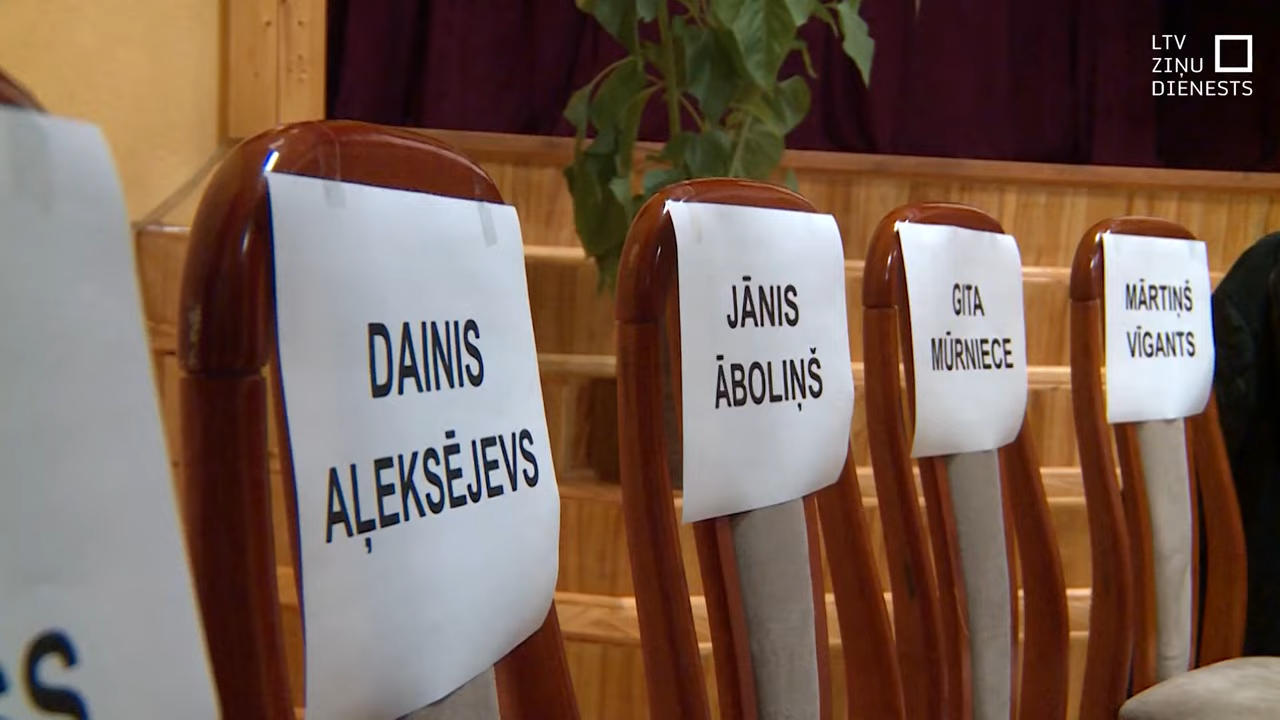 LTV
ZIŅU
DIENESTS
DAINIS
AĻEKSĒJEVS
JĀNIS
ĀBOLIŅŠ
GITA
MŪRNIECE
MĀRTIŅŠ
VĪGANTS